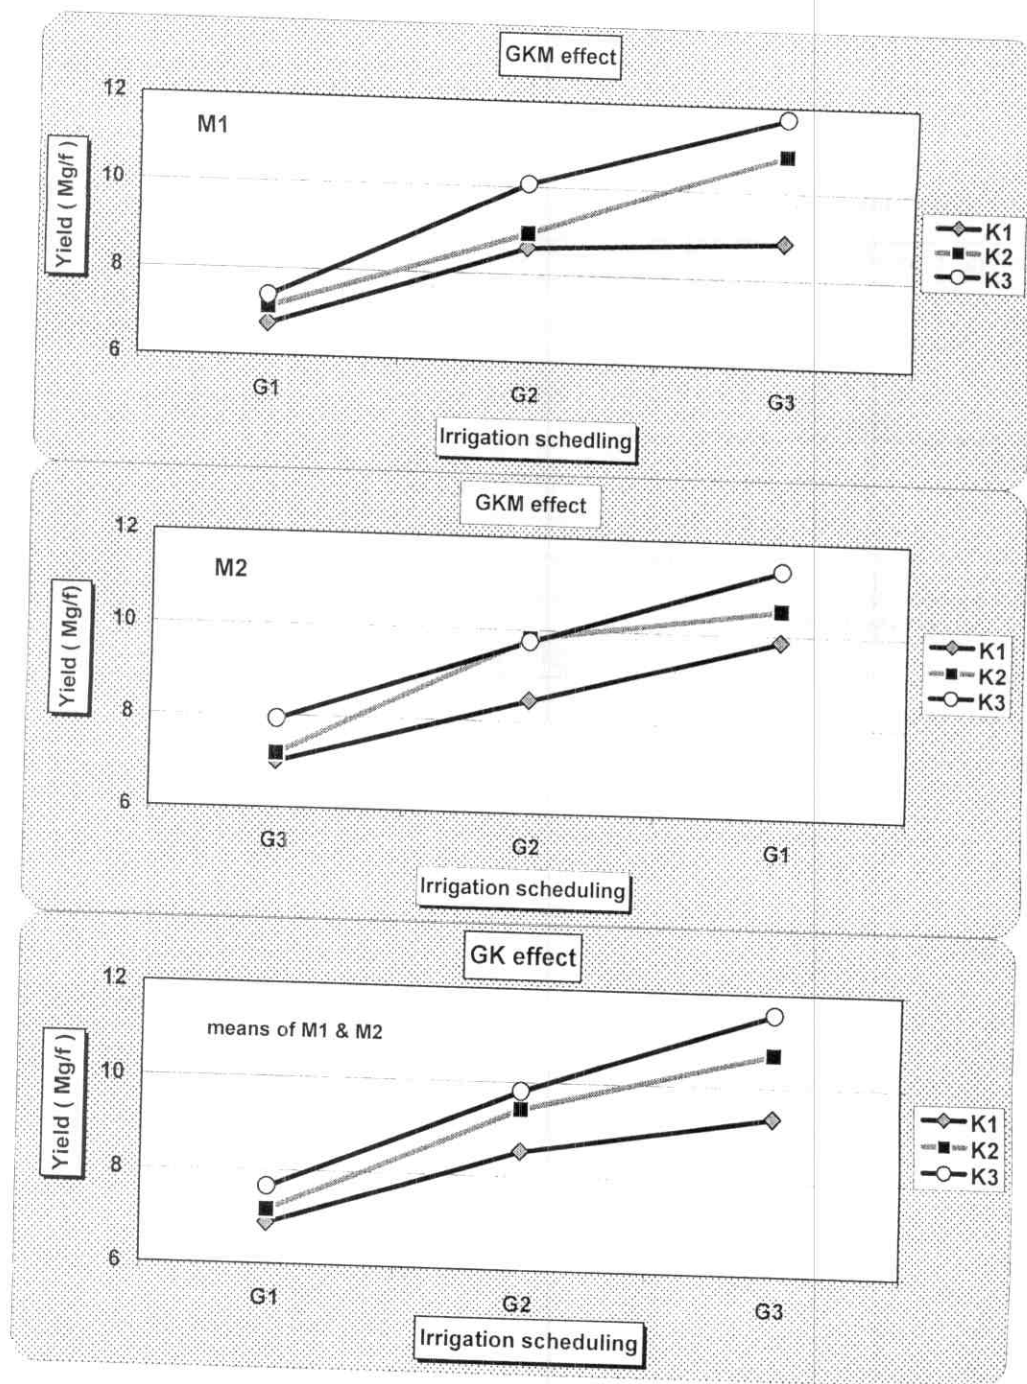 GKM effect
12
M1
10
8
6
Yield ( Mg/f )
G1
G2
G3
K1
K2
K3
Irrigation schedling
GKM effect
12
M2
10
8
6
Yield ( Mg/f)
G3
G2
G1
K1
K2
K3
Irrigation scheduling
GK effect
12
means of M1 & M2
10
8
6
Yield ( Mg/f )
G1
G2
G3
K1
K2
K3
Irrigation scheduling